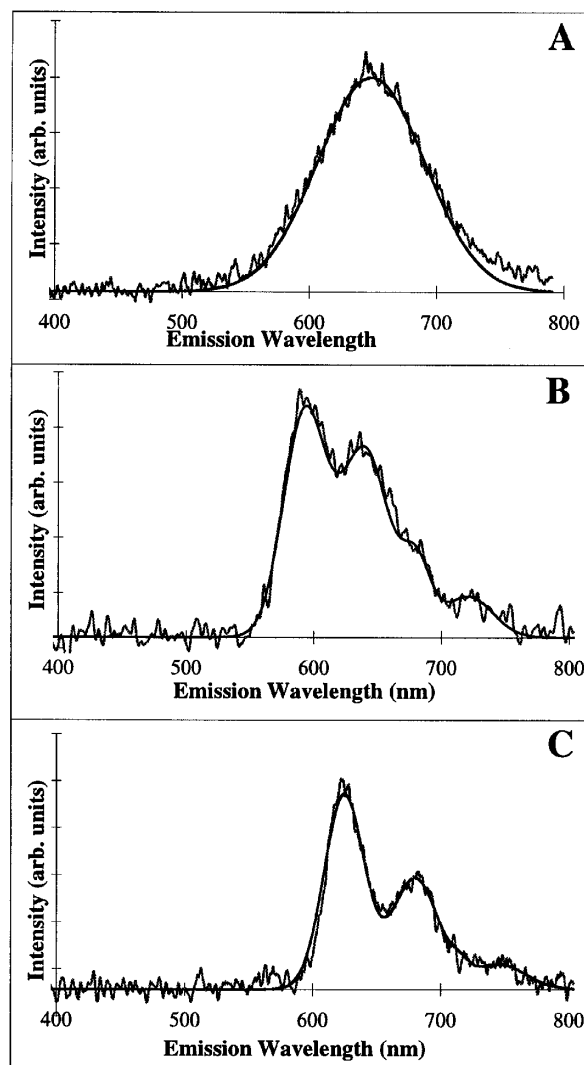 A
Intensity (arb. units)
400 500 600 700 800
Emission Wavelength
B
Intensity (arb. units)
400 500 600 700 800
Emission Wavelength (nm)
C
Intensity (arb. units)
400 500 600 700 800
Emission Wavelength (nm)